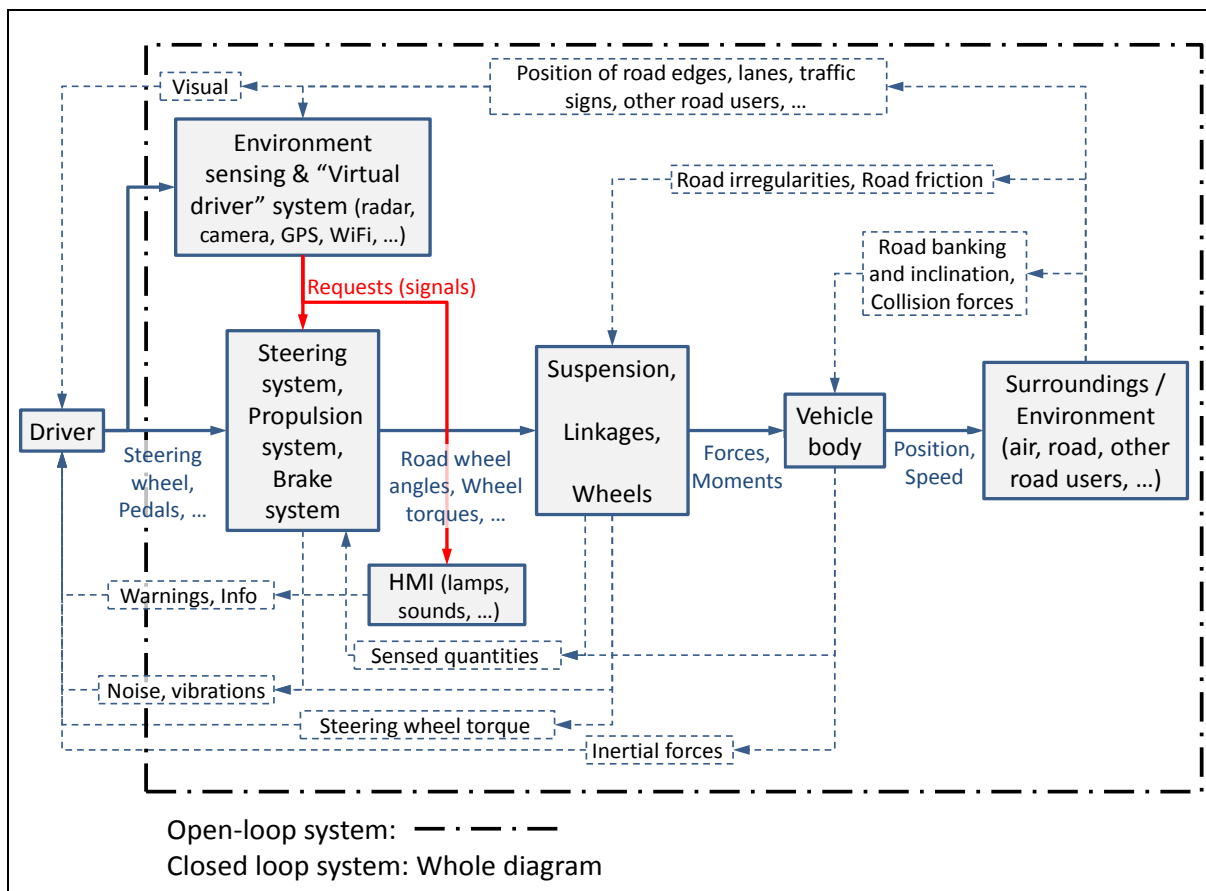 Visual
Position of road edges, lanes, traffic
signs, other road users, ...
Environment
sensing & “Virtual
driver” system (radar,
camera, GPS, WiFi, ...)
Road irregularities, Road friction
Road banking
and inclination,
Collision forces
Requests (signals)
Driver
Steering
wheel,
Pedals, ...
Steering
system,
Propulsion
system,
Brake
system
Road wheel
angles, Wheel
torques, ...
Suspension,
Linkages,
Wheels
Forces,
Moments
Vehicle
body
Position,
Speed
Surroundings /
Environment
(air, road, other
road users, ...)
HMI (lamps,
sounds, ...)
Warnings, Info
Sensed quantities
Noise, vibrations
Steering wheel torque
Inertial forces
Open-loop system:
Closed loop system: Whole diagram